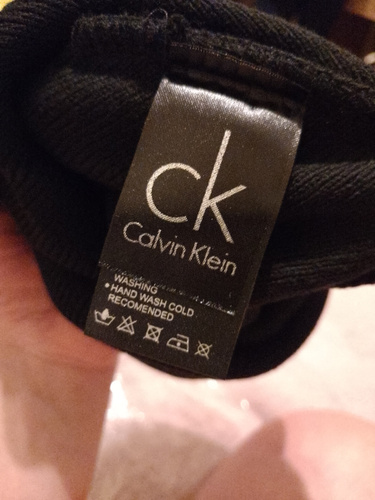 ck
Calvin Klein
WASHING
• HAND WASH COLD
RECOMENDED